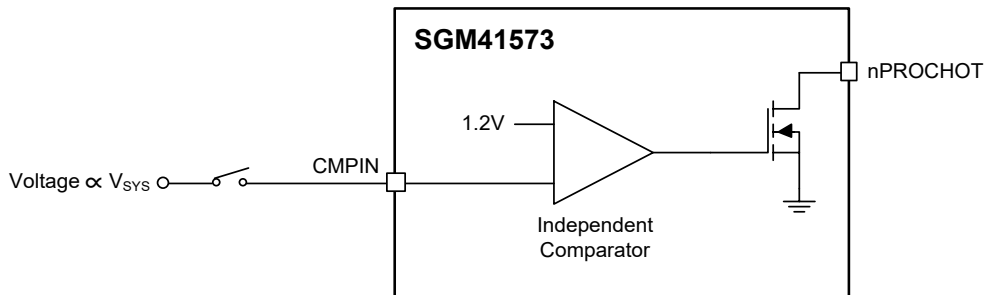 SGM41573
nPROCHOT
1.2V
CMPIN
Voltage ∝ VSYS
Independent
Comparator